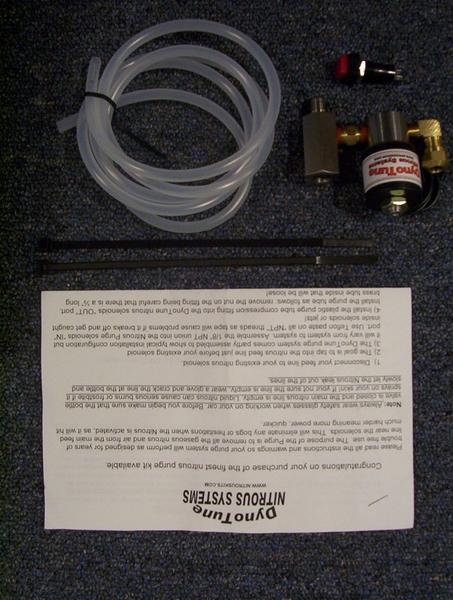 DynoTune
Nitrous Systems
DynoTune
NITROUS SYSTEMS
WWW.NITROUSKITS.COM
Congratulations on your purchase of the finest nitrous purge kit available
Please read all the instructions and warnings so your purge system will perform as designed for years of
trouble free use. The purpose of the Purge is to remove all the gaseous nitrous and air from the main feed
line near the solenoids. This will eliminate any bogs or hesitations when the Nitrous is activated, as it will hit
much harder meaning more power, quicker.
Note: Always wear safety glasses when working on your car. Before you begin make sure that the bottle
valve is closed and the main nitrous line is empty. Liquid nitrous can cause serious burns or frostbite if it
sprays on your skin! If your not sure the line is empty, wear a glove and crack the line at the bottle and
slowly let the Nitrous leak out of the lines.
1) Disconnect your feed line to your existing nitrous solenoid
2) The goal is to tap into the nitrous feed line just before your existing solenoid
3) The Dyno Tune purge system comes partly assembled to show typical installation configuration but
it will vary from system to system. Assemble the 1/8" NPT union into the Nitrous Purge solenoids "IN"
port. Use Teflon paste on all "NPT" threads as tape will cause problems if it breaks off and get caught
inside solenoids or jets!
4) Install the plastic purge tube compression fitting into the DynoTune nitrous solenoids "OUT" port.
Install the purge tube as follows: remove the nut on the fitting being careful that there is a ½" long
brass tube inside that will be loose!